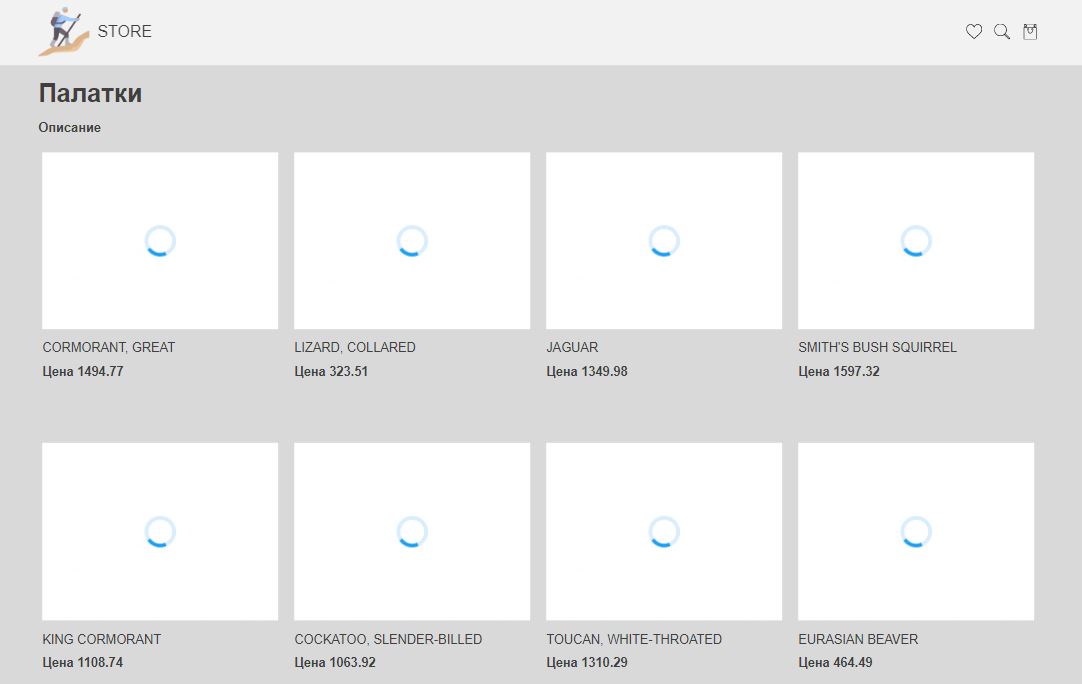 STORE
Палатки
Описание
CORMORANT, GREAT
Цена 1494.77
LIZARD, COLLARED
Цена 323.51
JAGUAR
Цена 1349.98
SMITH'S BUSH SQUIRREL
Цена 1597.32
KING CORMORANT
Цена 1108.74
COCKATOO, SLENDER-BILLED
Цена 1063.92
TOUCAN, WHITE-THROATED
Цена 1310.29
EURASIAN BEAVER
Цена 464.49